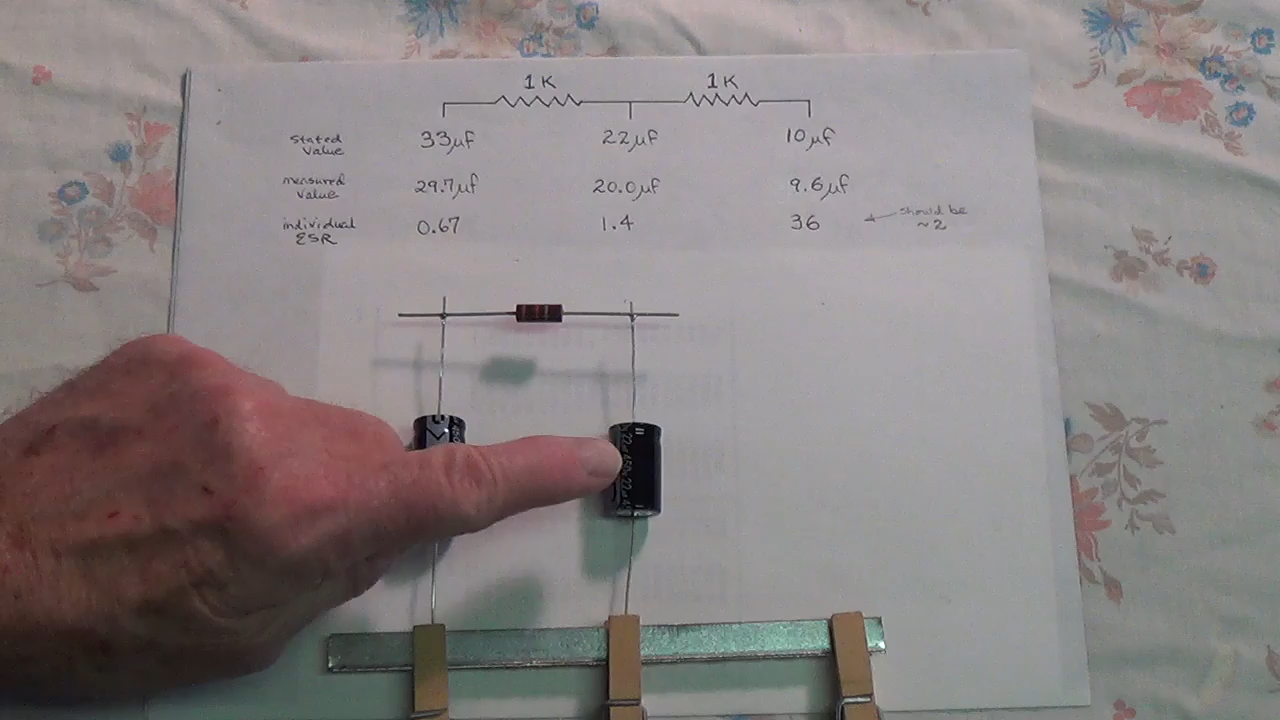 1K 1K
stated value 33µf 22µf 10µf
measured value 29.7µf 20.0µf 9.6µf
individual ESR 0.67 1.4 36 should be ~2